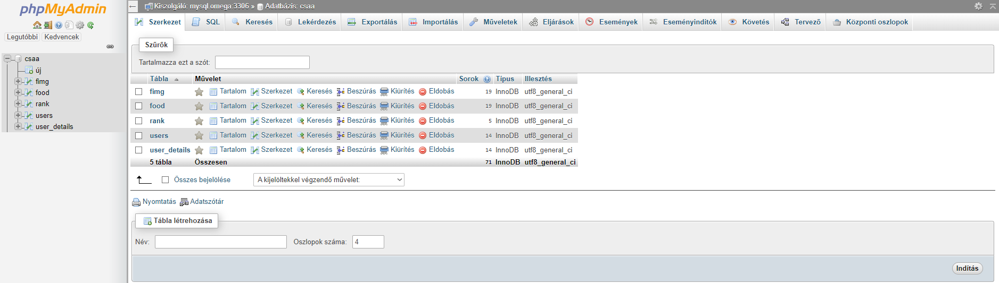 phpMyAdmin
Legutóbbi Kedvencek
csaa
új
fimg
food
rank
users
user_details
Kiszolgáló: mysql.omega:3306 » Adatbázis: csaa
Szerkezet SQL Keresés Lekérdezés Exportálás Importálás Műveletek Eljárások Események Eseményindítók Követés Tervező Központi oszlopok
Szűrők
Tartalmazza ezt a szót:
Tábla Művelet Sorok Típus Illesztés
fimg Tartalom Szerkezet Keresés Beszúrás Kiürítés Eldobás 19 InnoDB utf8_general_ci
food Tartalom Szerkezet Keresés Beszúrás Kiürítés Eldobás 19 InnoDB utf8_general_ci
rank Tartalom Szerkezet Keresés Beszúrás Kiürítés Eldobás 5 InnoDB utf8_general_ci
users Tartalom Szerkezet Keresés Beszúrás Kiürítés Eldobás 14 InnoDB utf8_general_ci
user_details Tartalom Szerkezet Keresés Beszúrás Kiürítés Eldobás 14 InnoDB utf8_general_ci
5 tábla Összesen 71 InnoDB utf8_general_ci
Összes bejelölése A kijelöltekkel végzendő művelet:
Nyomtatás Adatszótár
Tábla létrehozása
Név: Oszlopok száma: 4
Indítás